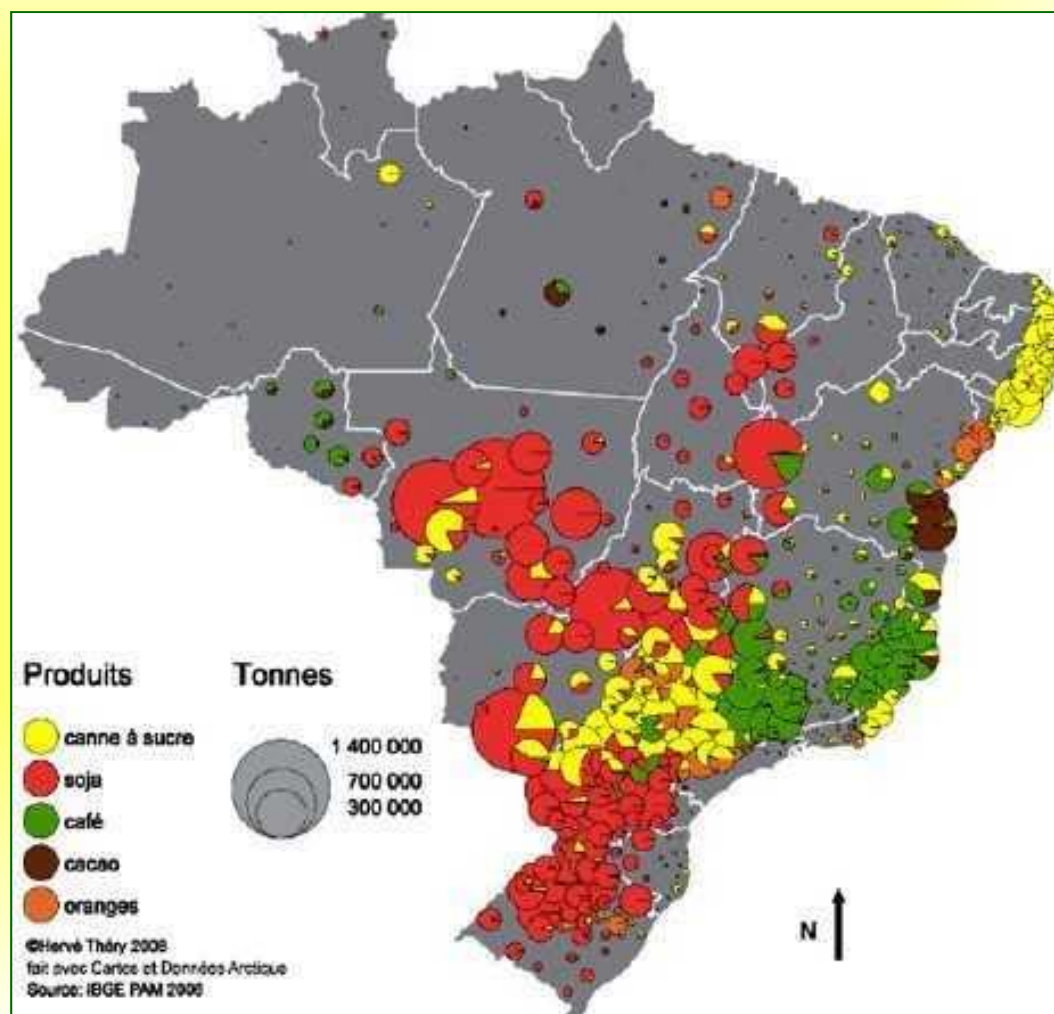 Produits
canne à sucre
soja
café
cacao
oranges
Tonnes
1 400 000
700 000
300 000
©Hervé Théry 2008
fait avec Cartes et Données Arctique
Source: IBGE PAM 2006
N